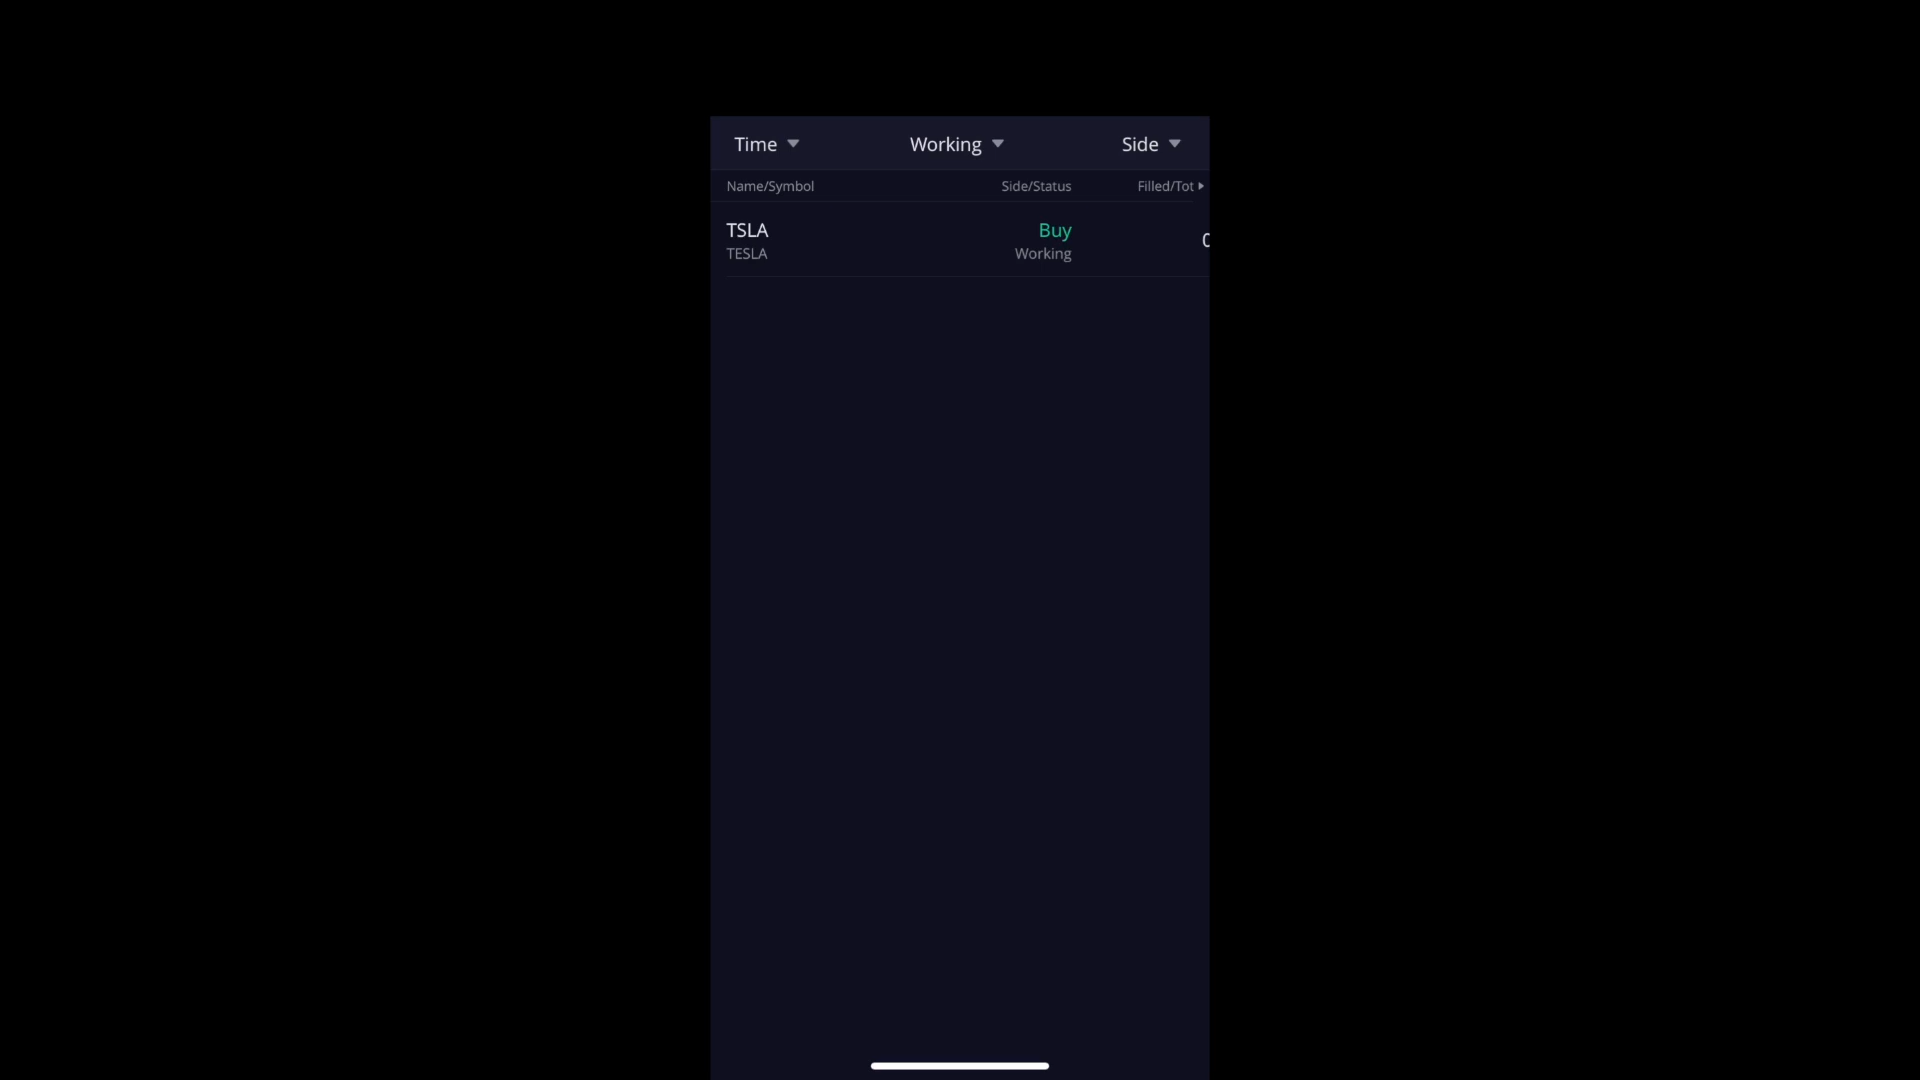 Time Working Side
Name/Symbol Side/Status Filled/Tot
TSLA Buy
TESLA Working